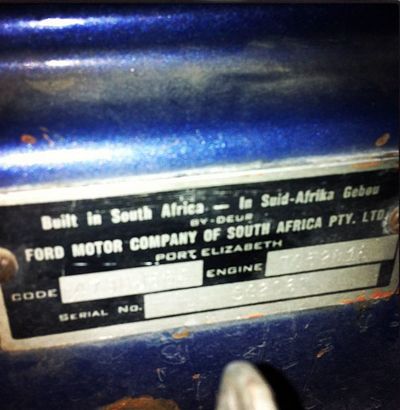 Built in South Africa — In Suid-Afrika Gebou
BY-DEUR
FORD MOTOR COMPANY OF SOUTH AFRICA PTY. LTD
PORT ELIZABETH
CODE ENGINE
SERIAL No.